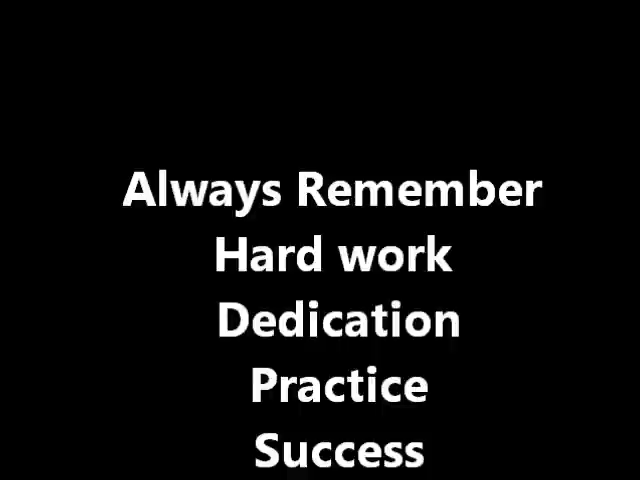 Always Remember
Hard work
Dedication
Practice
Success